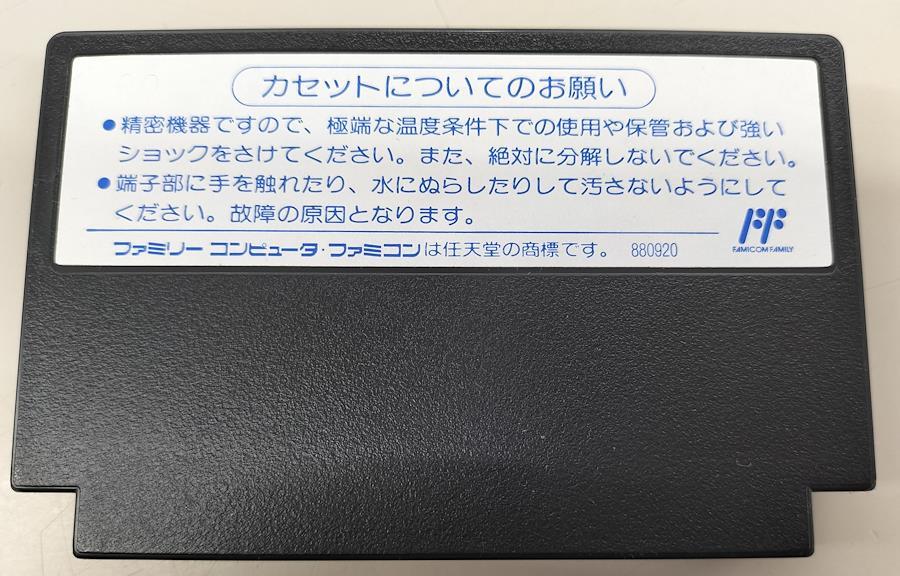 カセットについてのお願い
●精密機器ですので、極端な温度条件下での使用や保管および強い
ショックをさけてください。また、絶対に分解しないでください。
●端子部に手を触れたり、水にぬらしたりして汚さないようにして
ください。故障の原因となります。
FAMICOM FAMILY
ファミリー コンピュータ・ファミコンは任天堂の商標です。 880920